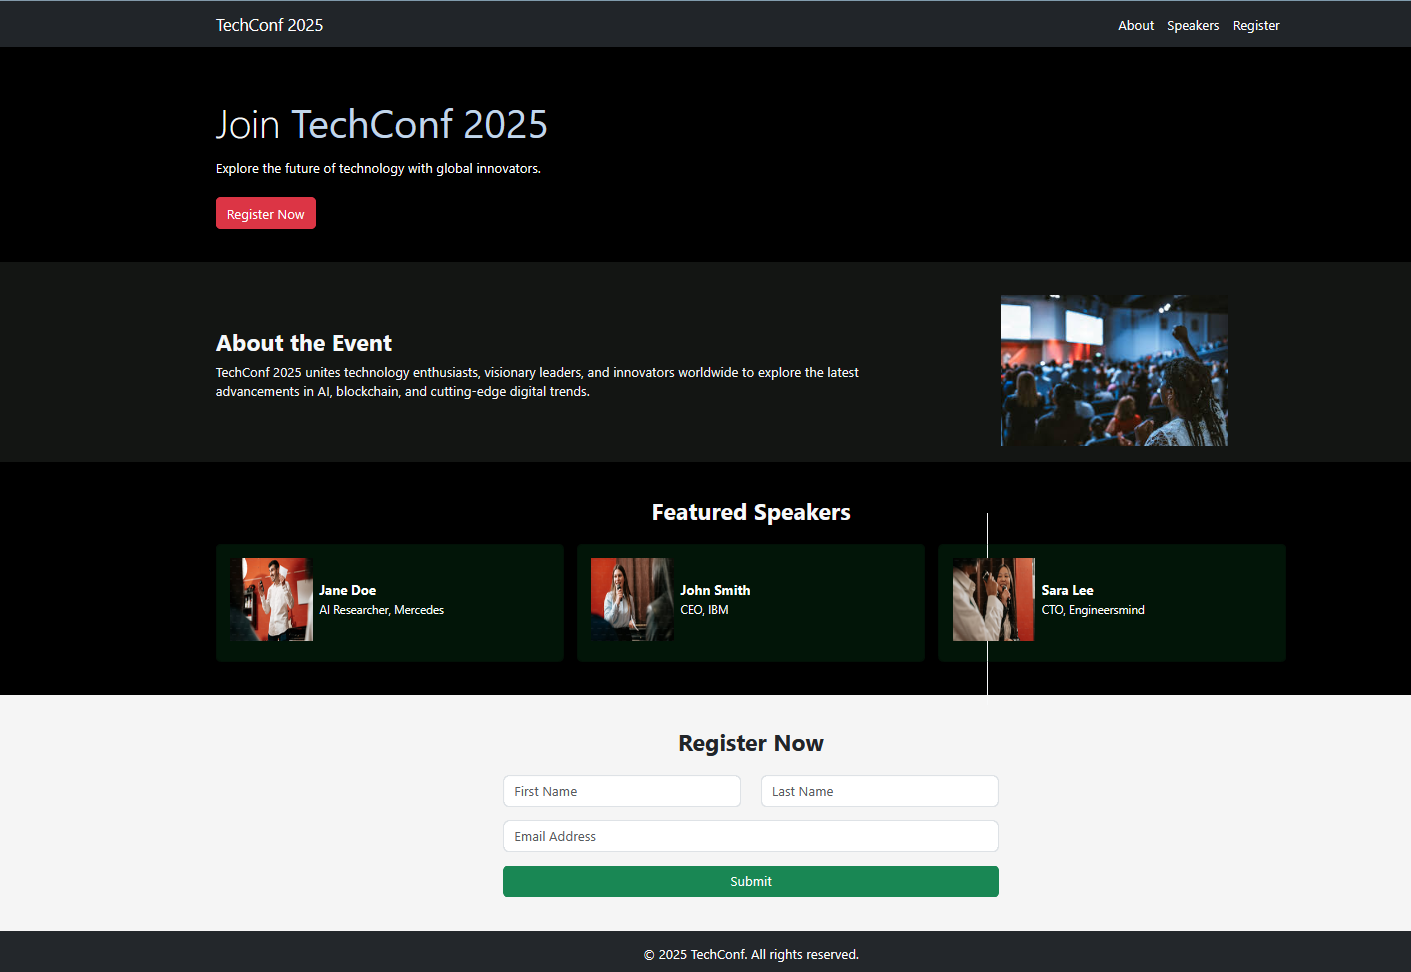 TechConf 2025
About Speakers Register
Join TechConf 2025
Explore the future of technology with global innovators.
Register Now
About the Event
TechConf 2025 unites technology enthusiasts, visionary leaders, and innovators worldwide to explore the latest
advancements in AI, blockchain, and cutting-edge digital trends.
Featured Speakers
Jane Doe
AI Researcher, Mercedes
John Smith
CEO, IBM
Sara Lee
CTO, Engineersmind
Register Now
First Name
Last Name
Email Address
Submit
© 2025 TechConf. All rights reserved.